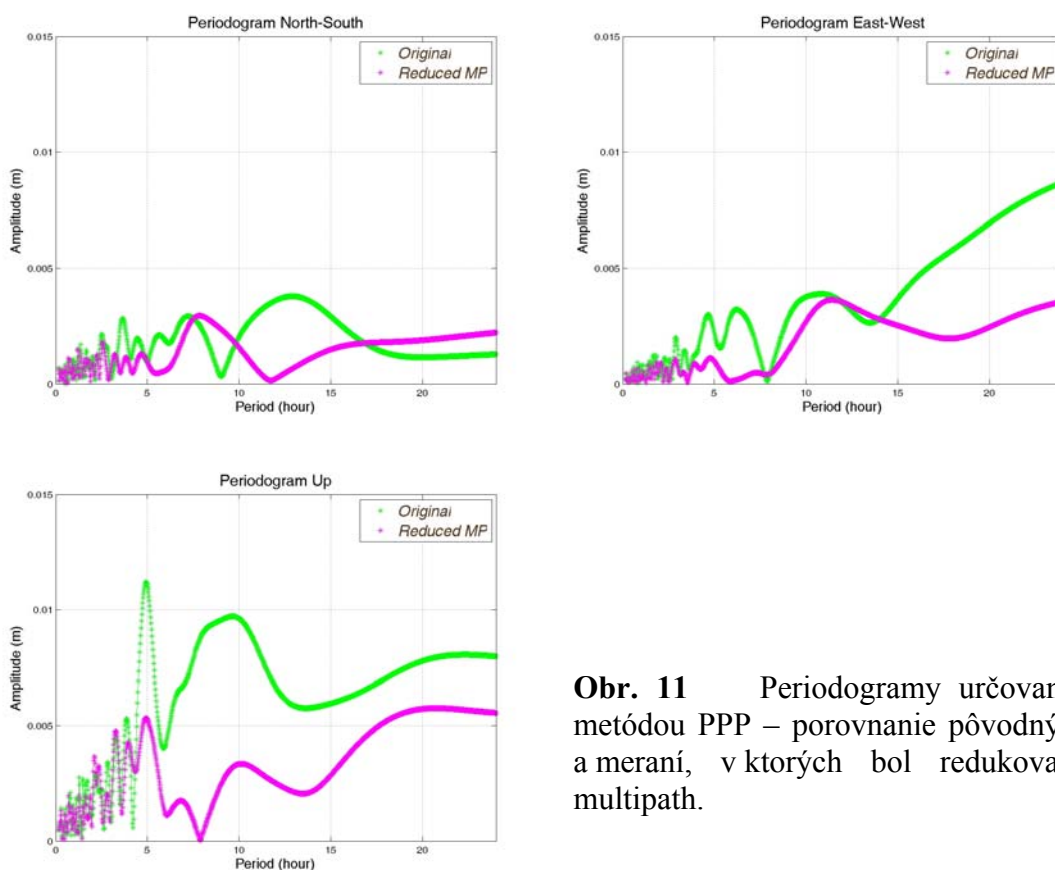 Periodogram North-South
0.015
0.01
0.005
0
Amplitude (m)
Original
Reduced MP
0
5
10
15
20
Period (hour)
Periodogram East-West
0.015
0.01
0.005
0
Amplitude (m)
Original
Reduced MP
0
5
10
15
20
Period (hour)
Periodogram Up
0.015
0.01
0.005
0
Amplitude (m)
Original
Reduced MP
0
5
10
15
20
Period (hour)
Obr. 11 Periodogramy určovan
metódou PPP – porovnanie pôvodný
a meraní, v ktorých bol redukova
multipath.